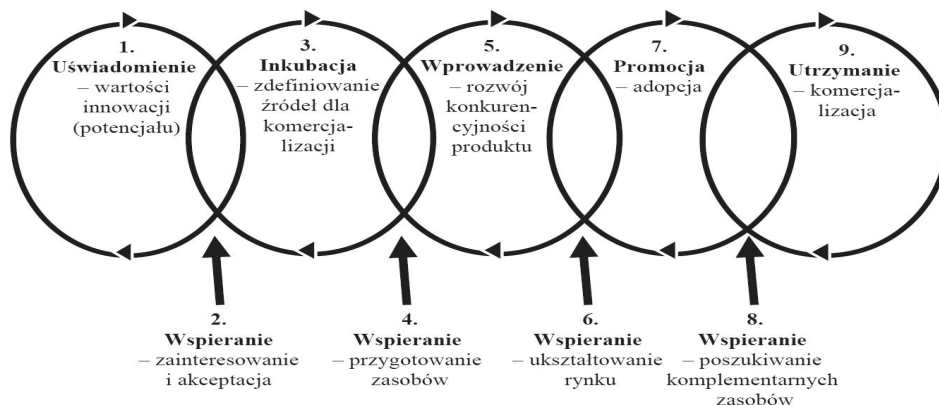 1.
Uświadomienie
– wartości
innowacji
(potencjału)
3.
Inkubacja
– zdefiniowanie
źródeł dla
komercja-
lizacji
5.
Wprowadzenie
– rozwój
konkuren-
cyjności
produktu
7.
Promocja
– adopcja
9.
Utrzymanie
– komercja-
lizacja
2.
Wspieranie
– zainteresowanie
i akceptacja
4.
Wspieranie
– przygotowanie
zasobów
6.
Wspieranie
– ukształtowanie
rynku
8.
Wspieranie
– poszukiwanie
komplementarnych
zasobów